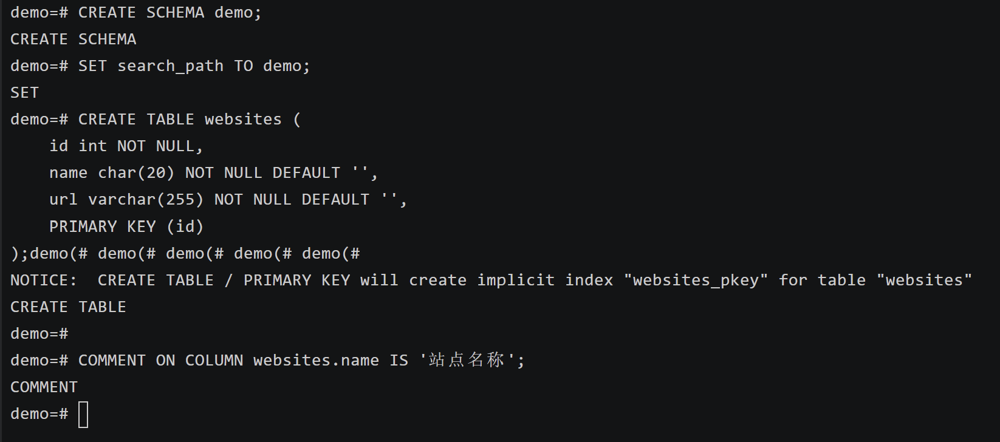 demo=# CREATE SCHEMA demo;
CREATE SCHEMA
demo=# SET search_path TO demo;
SET
demo=# CREATE TABLE websites (
    id int NOT NULL,
    name char(20) NOT NULL DEFAULT '',
    url varchar(255) NOT NULL DEFAULT '',
    PRIMARY KEY (id)
);demo(# demo(# demo(# demo(# demo(#
NOTICE:  CREATE TABLE / PRIMARY KEY will create implicit index "websites_pkey" for table "websites"
CREATE TABLE
demo=#
demo=# COMMENT ON COLUMN websites.name IS '站点名称';
COMMENT
demo=#